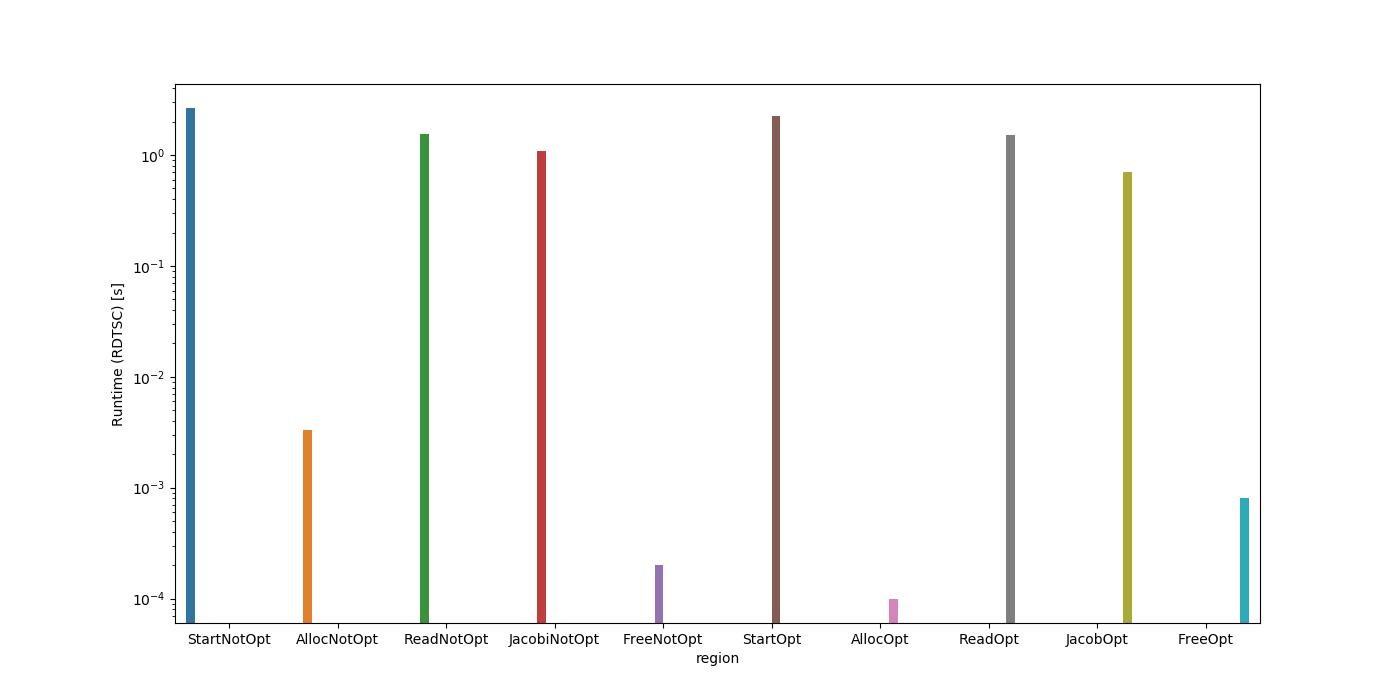 Runtime (RDTSC) [s]
10⁰
10⁻¹
10⁻²
10⁻³
10⁻⁴
StartNotOpt AllocNotOpt ReadNotOpt JacobiNotOpt FreeNotOpt StartOpt AllocOpt ReadOpt JacobOpt FreeOpt
region